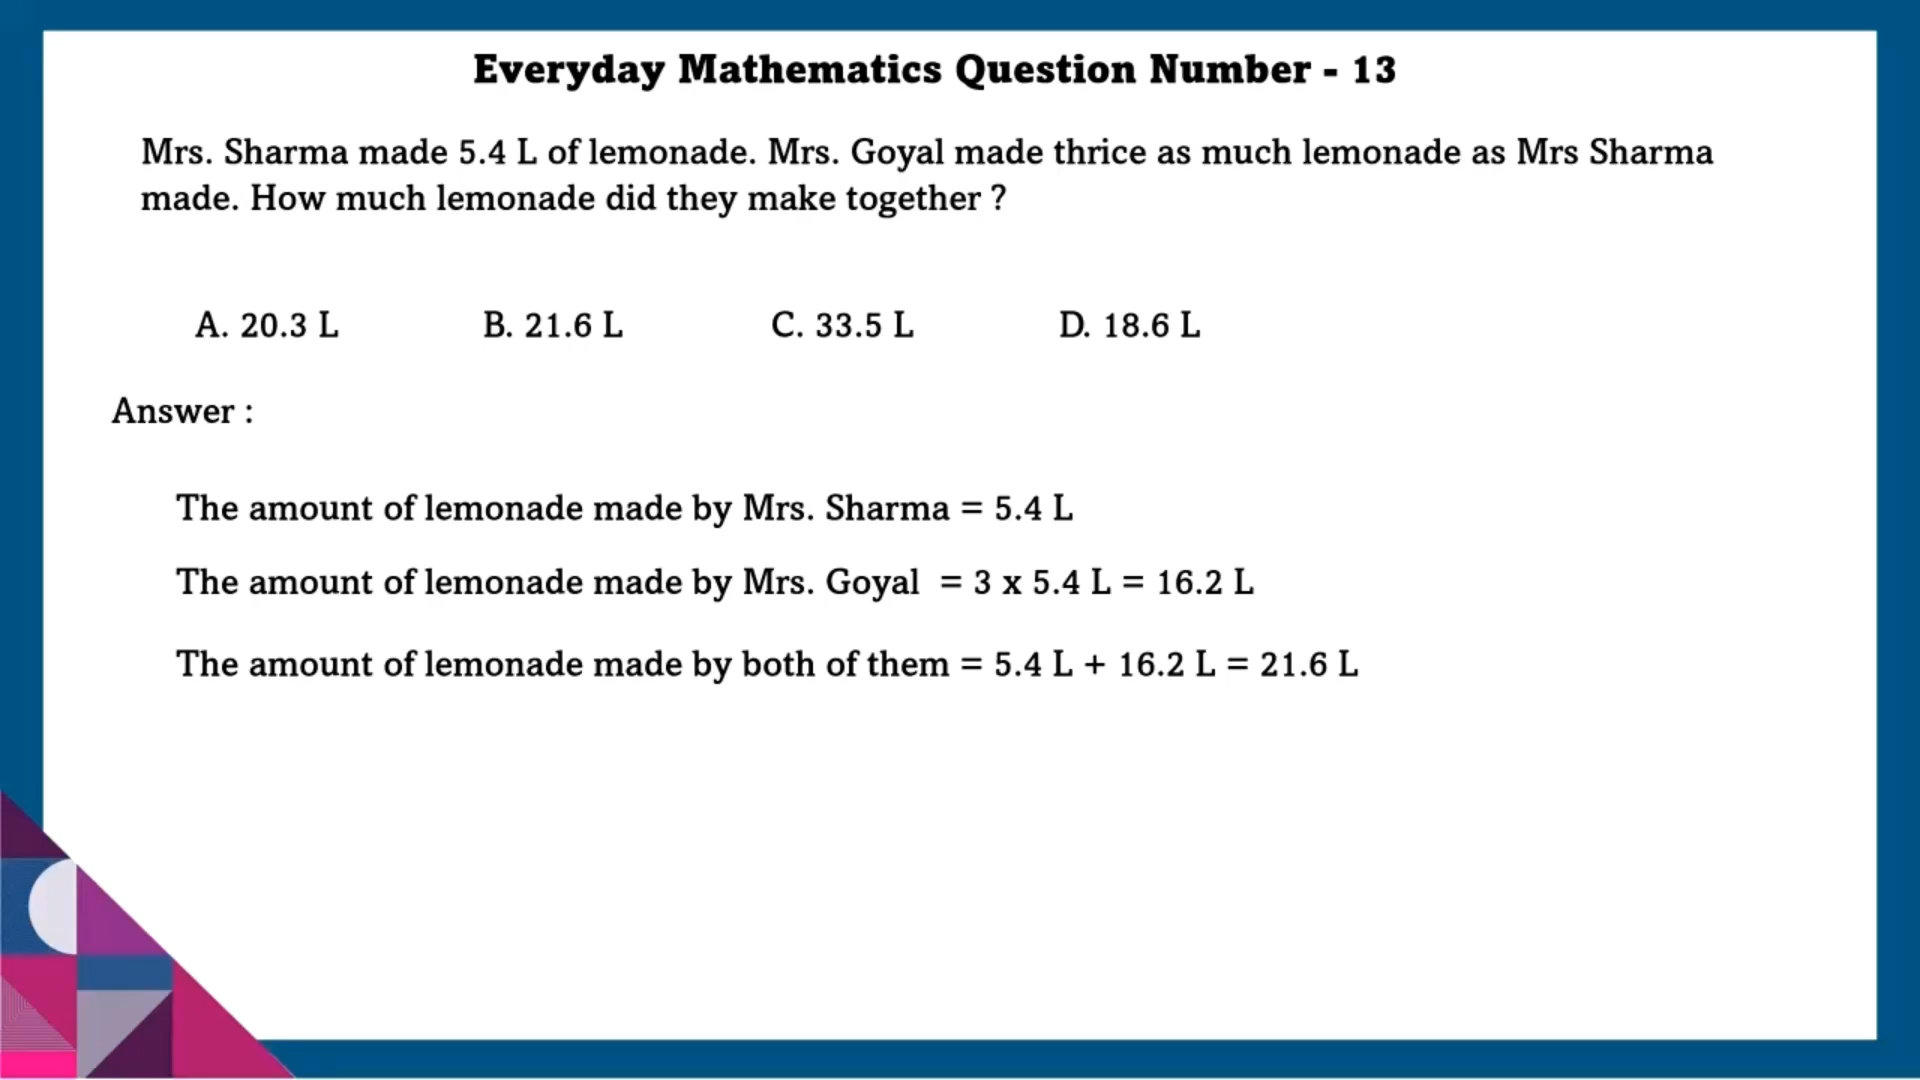 Everyday Mathematics Question Number - 13
Mrs. Sharma made 5.4 L of lemonade. Mrs. Goyal made thrice as much lemonade as Mrs Sharma
made. How much lemonade did they make together ?
A. 20.3 L B. 21.6 L C. 33.5 L D. 18.6 L
Answer :
The amount of lemonade made by Mrs. Sharma = 5.4 L
The amount of lemonade made by Mrs. Goyal = 3 x 5.4 L = 16.2 L
The amount of lemonade made by both of them = 5.4 L + 16.2 L = 21.6 L